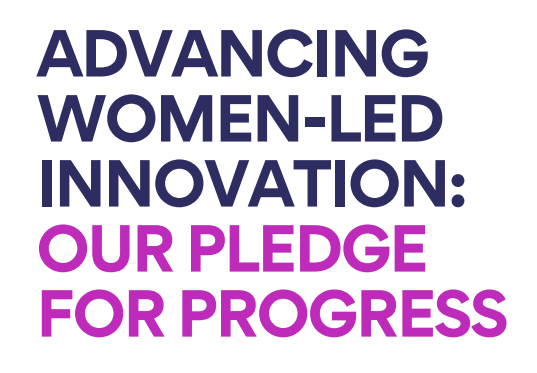 ADVANCING
WOMEN-LED
INNOVATION:
OUR PLEDGE
FOR PROGRESS